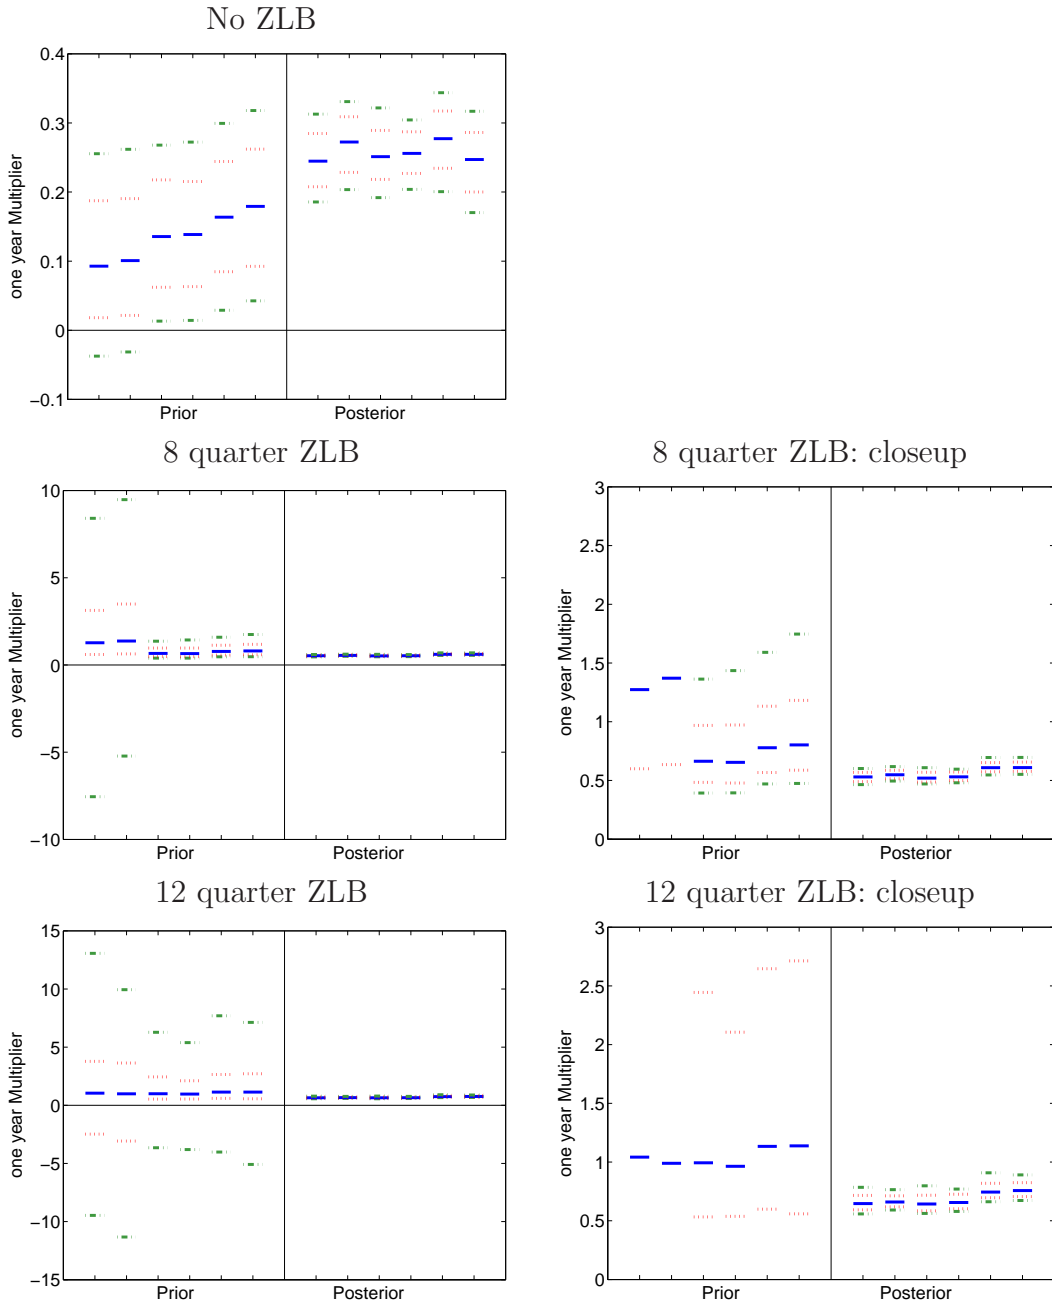 No ZLB
0.4
0.3
0.2
0.1
0
−0.1
one year Multiplier
Prior
Posterior
8 quarter ZLB
10
5
0
−5
−10
one year Multiplier
Prior
Posterior
8 quarter ZLB: closeup
3
2.5
2
1.5
1
0.5
0
one year Multiplier
Prior
Posterior
12 quarter ZLB
15
10
5
0
−5
−10
−15
one year Multiplier
Prior
Posterior
12 quarter ZLB: closeup
3
2.5
2
1.5
1
0.5
0
one year Multiplier
Prior
Posterior